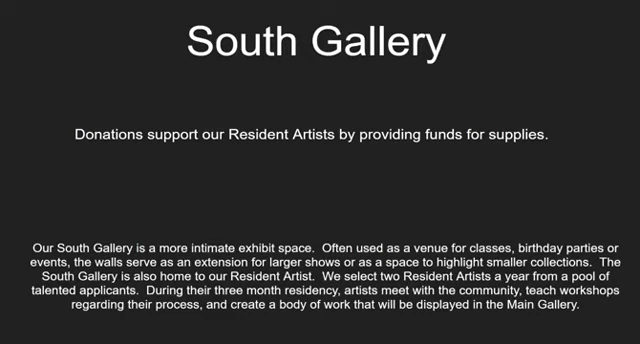 South Gallery
Donations support our Resident Artists by providing funds for supplies.
Our South Gallery is a more intimate exhibit space.  Often used as a venue for classes, birthday parties or
events, the walls serve as an extension for larger shows or as a space to highlight smaller collections.  The
South Gallery is also home to our Resident Artist.  We select two Resident Artists a year from a pool of
talented applicants.  During their three month residency, artists meet with the community, teach workshops
regarding their process, and create a body of work that will be displayed in the Main Gallery.